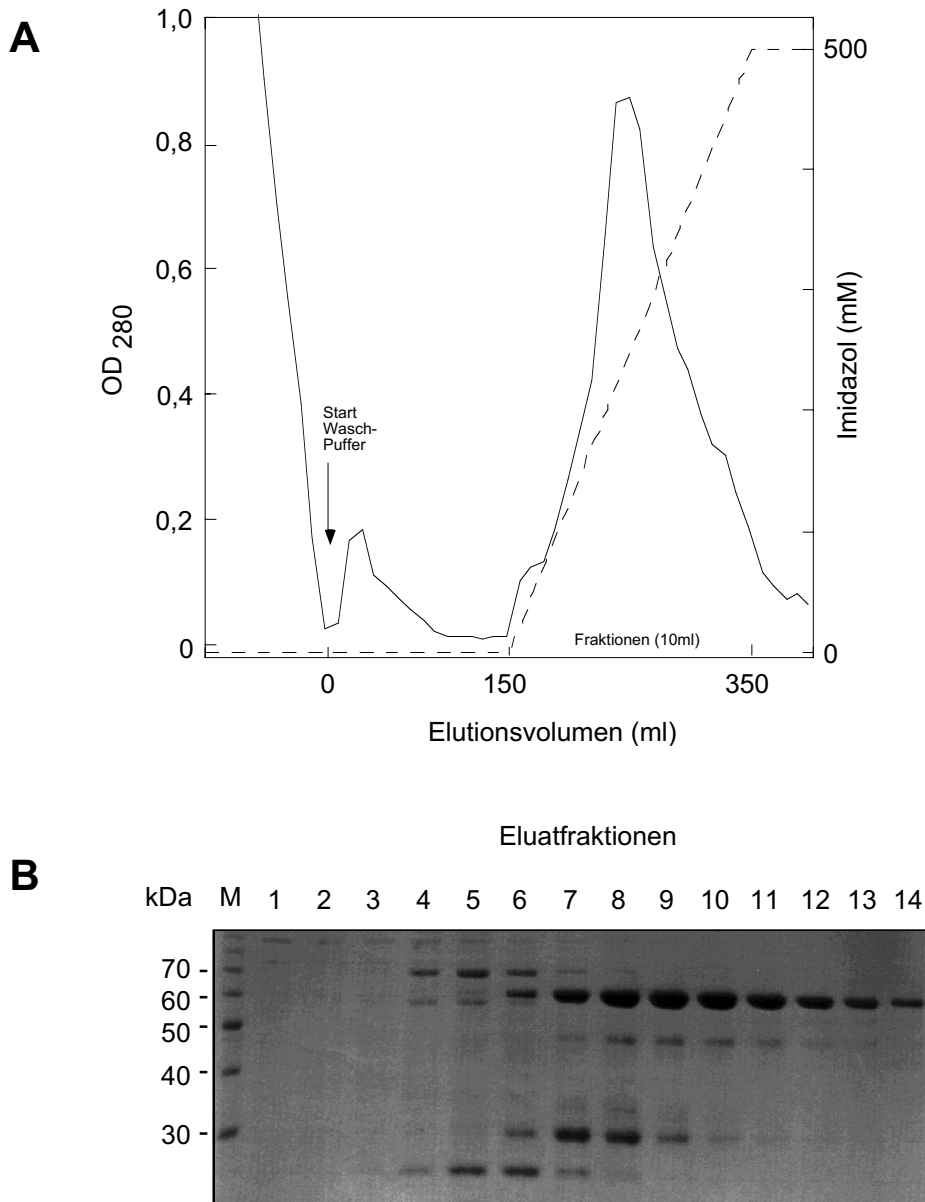 A
1,0
0,8
0,6
0,4
0,2
0
OD 280
Start
Wasch-
Puffer
Fraktionen (10ml)
500
0
Imidazol (mM)
0 150 350
Elutionsvolumen (ml)
Eluatfraktionen
B
kDa M 1 2 3 4 5 6 7 8 9 10 11 12 13 14
70 -
60 -
50 -
40 -
30 -